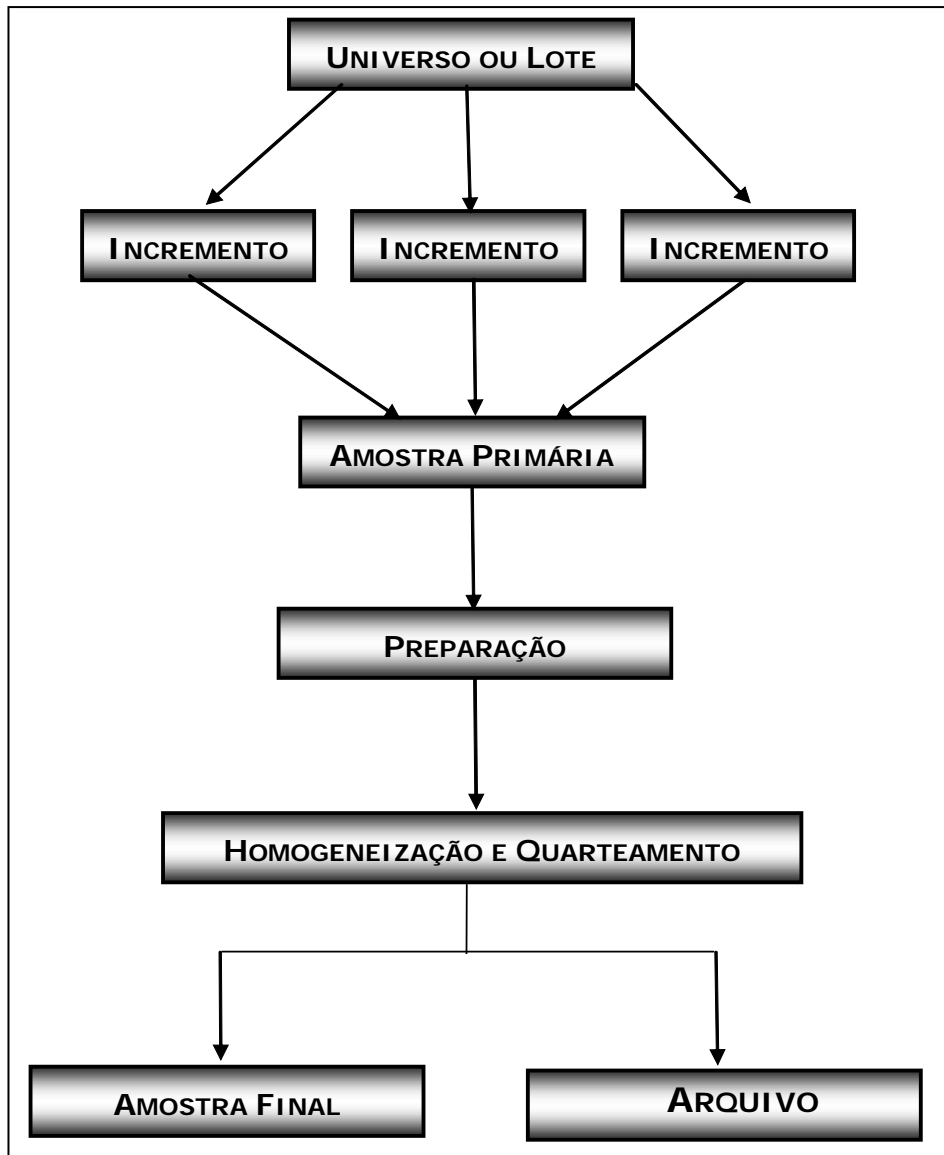 UNIVERSO OU LOTE
INCREMENTO
INCREMENTO
INCREMENTO
AMOSTRA PRIMÁRIA
PREPARAÇÃO
HOMOGENEIZAÇÃO E QUARTEAMENTO
AMOSTRA FINAL
ARQUIVO